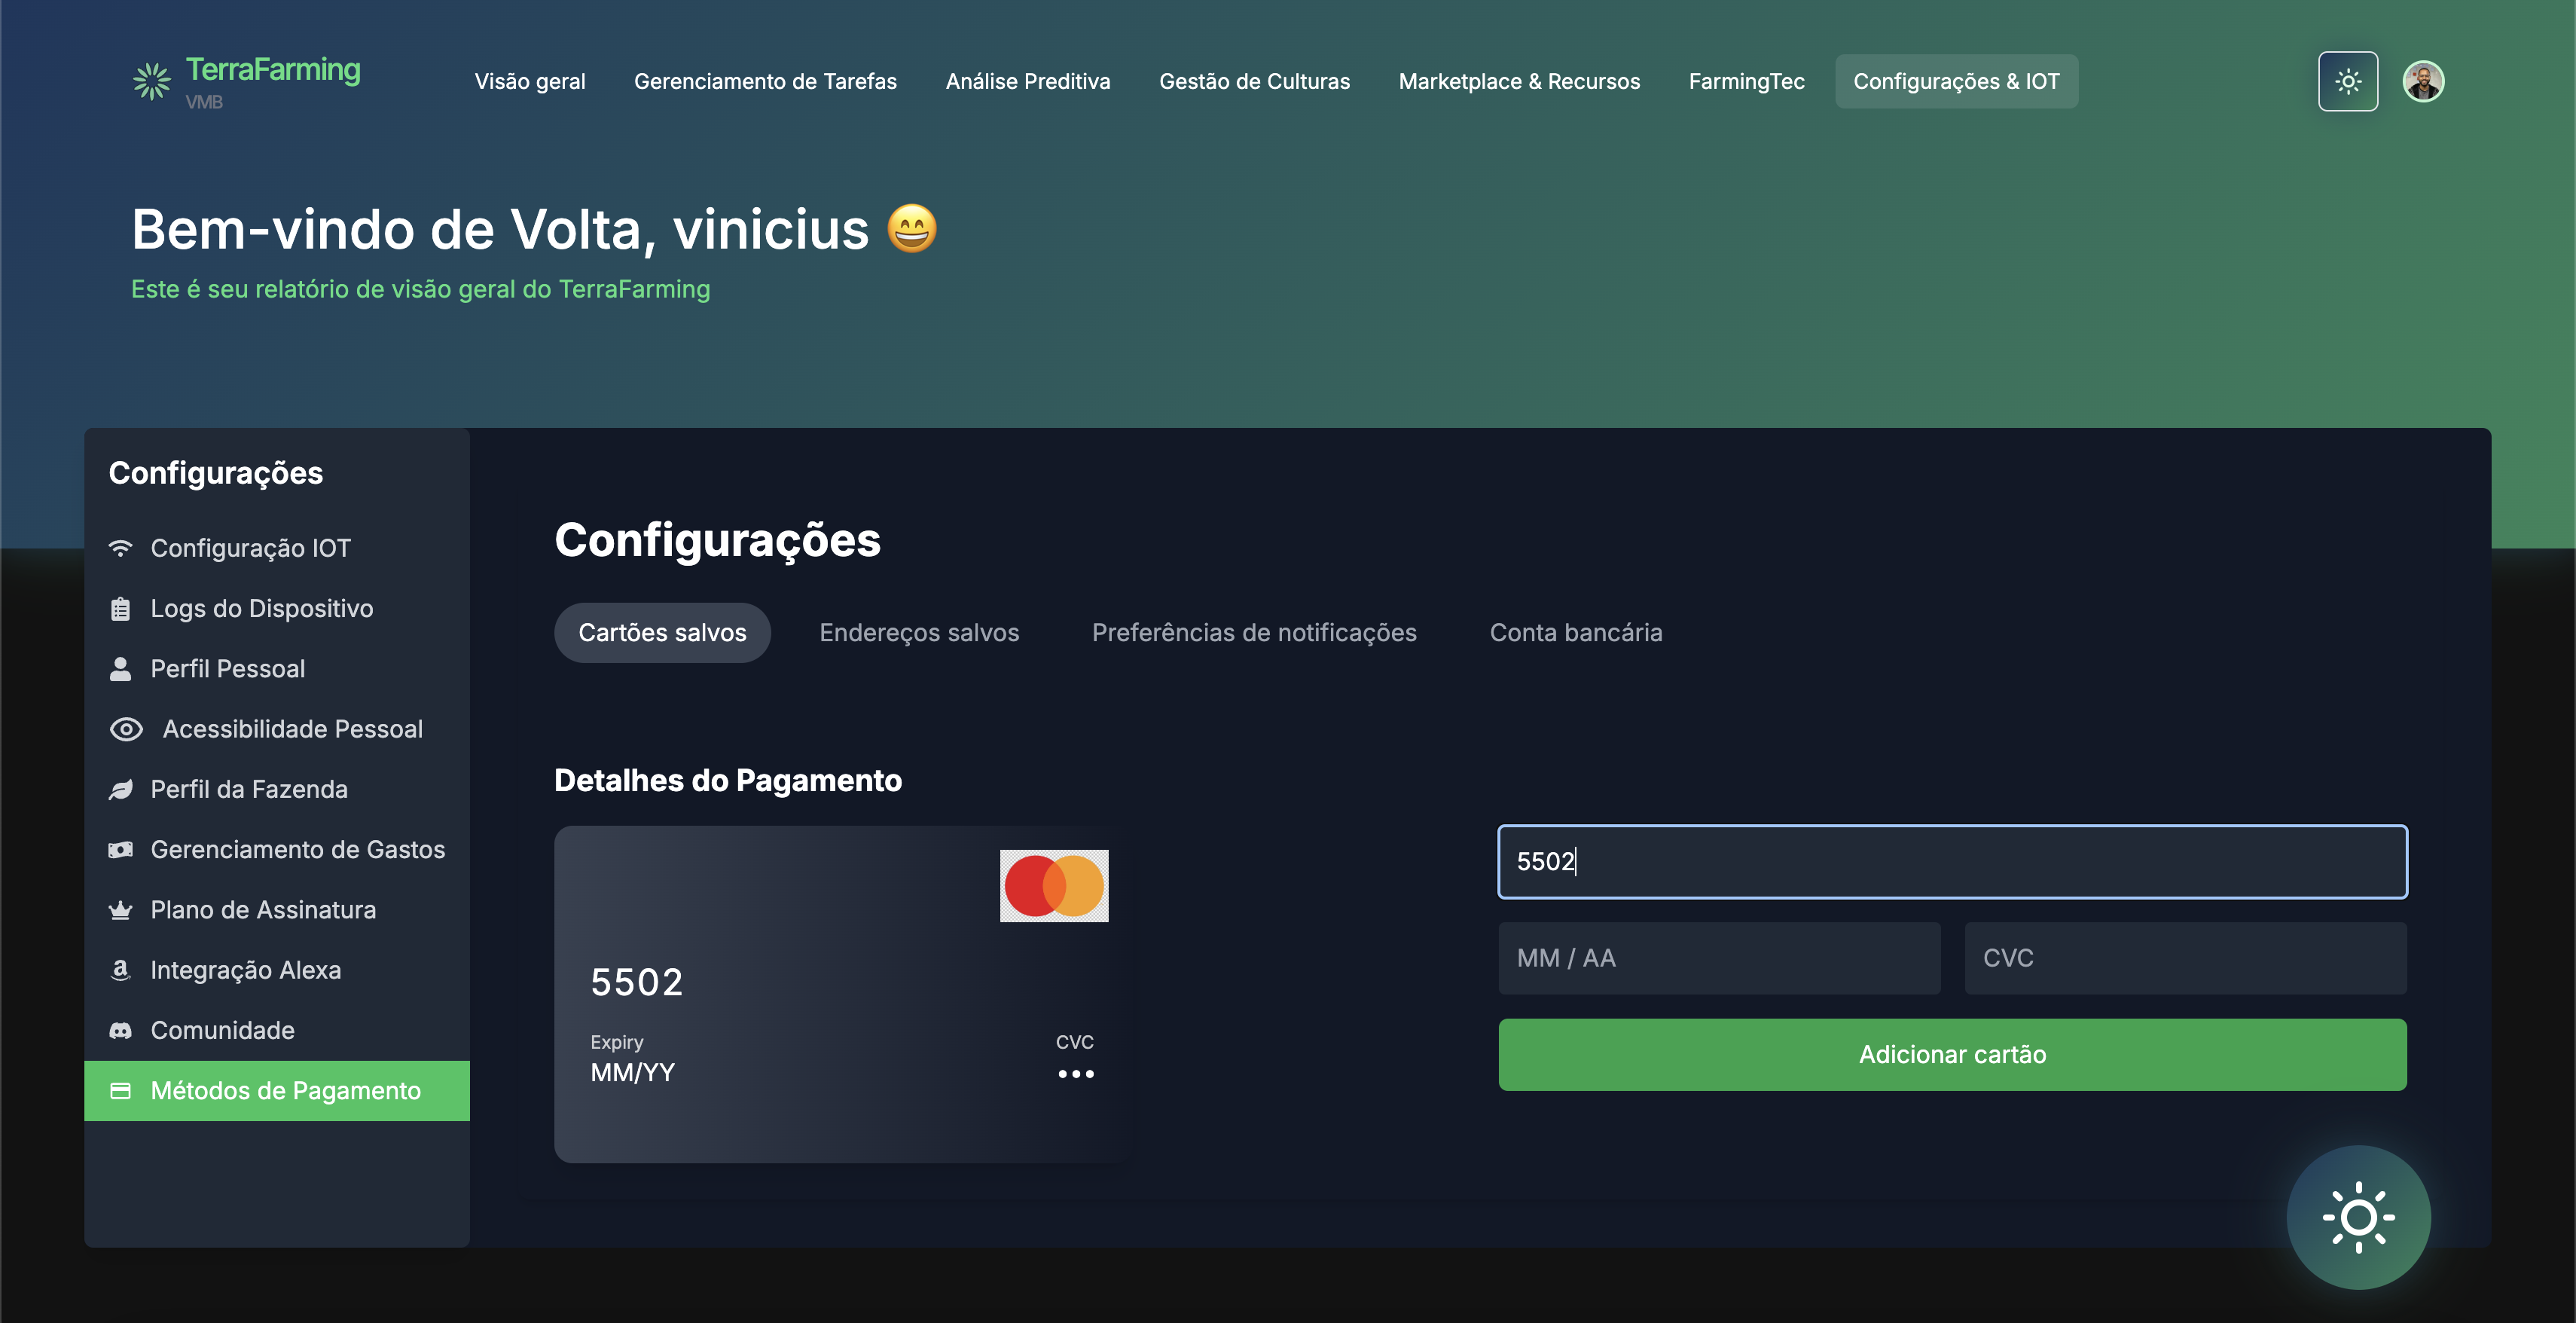 TerraFarming
VMB
Visão geral
Gerenciamento de Tarefas
Análise Preditiva
Gestão de Culturas
Marketplace & Recursos
FarmingTec
Configurações & IOT
Bem-vindo de Volta, vinicius 😄
Este é seu relatório de visão geral do TerraFarming
Configurações
Configuração IOT
Logs do Dispositivo
Perfil Pessoal
Acessibilidade Pessoal
Perfil da Fazenda
Gerenciamento de Gastos
Plano de Assinatura
Integração Alexa
Comunidade
Métodos de Pagamento
Configurações
Cartões salvos
Endereços salvos
Preferências de notificações
Conta bancária
Detalhes do Pagamento
5502
Expiry
CVC
MM/YY
•••
5502
MM / AA
CVC
Adicionar cartão